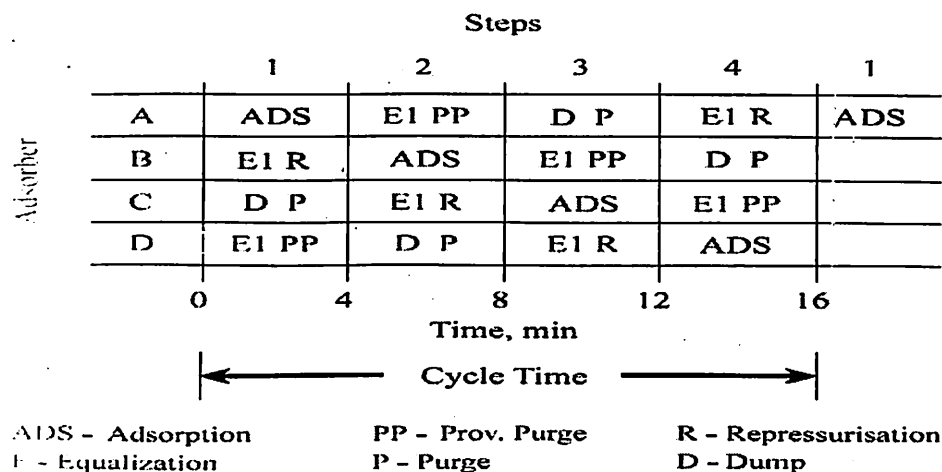 Steps
1 2 3 4 1
A ADS E1 PP D P E1 R ADS
B E1 R ADS E1 PP D P
C D P E1 R ADS E1 PP
D E1 PP D P E1 R ADS
Adsorber
0 4 8 12 16
Time, min
Cycle Time
ADS - Adsorption PP - Prov. Purge R - Repressurisation
E - Equalization P - Purge D - Dump